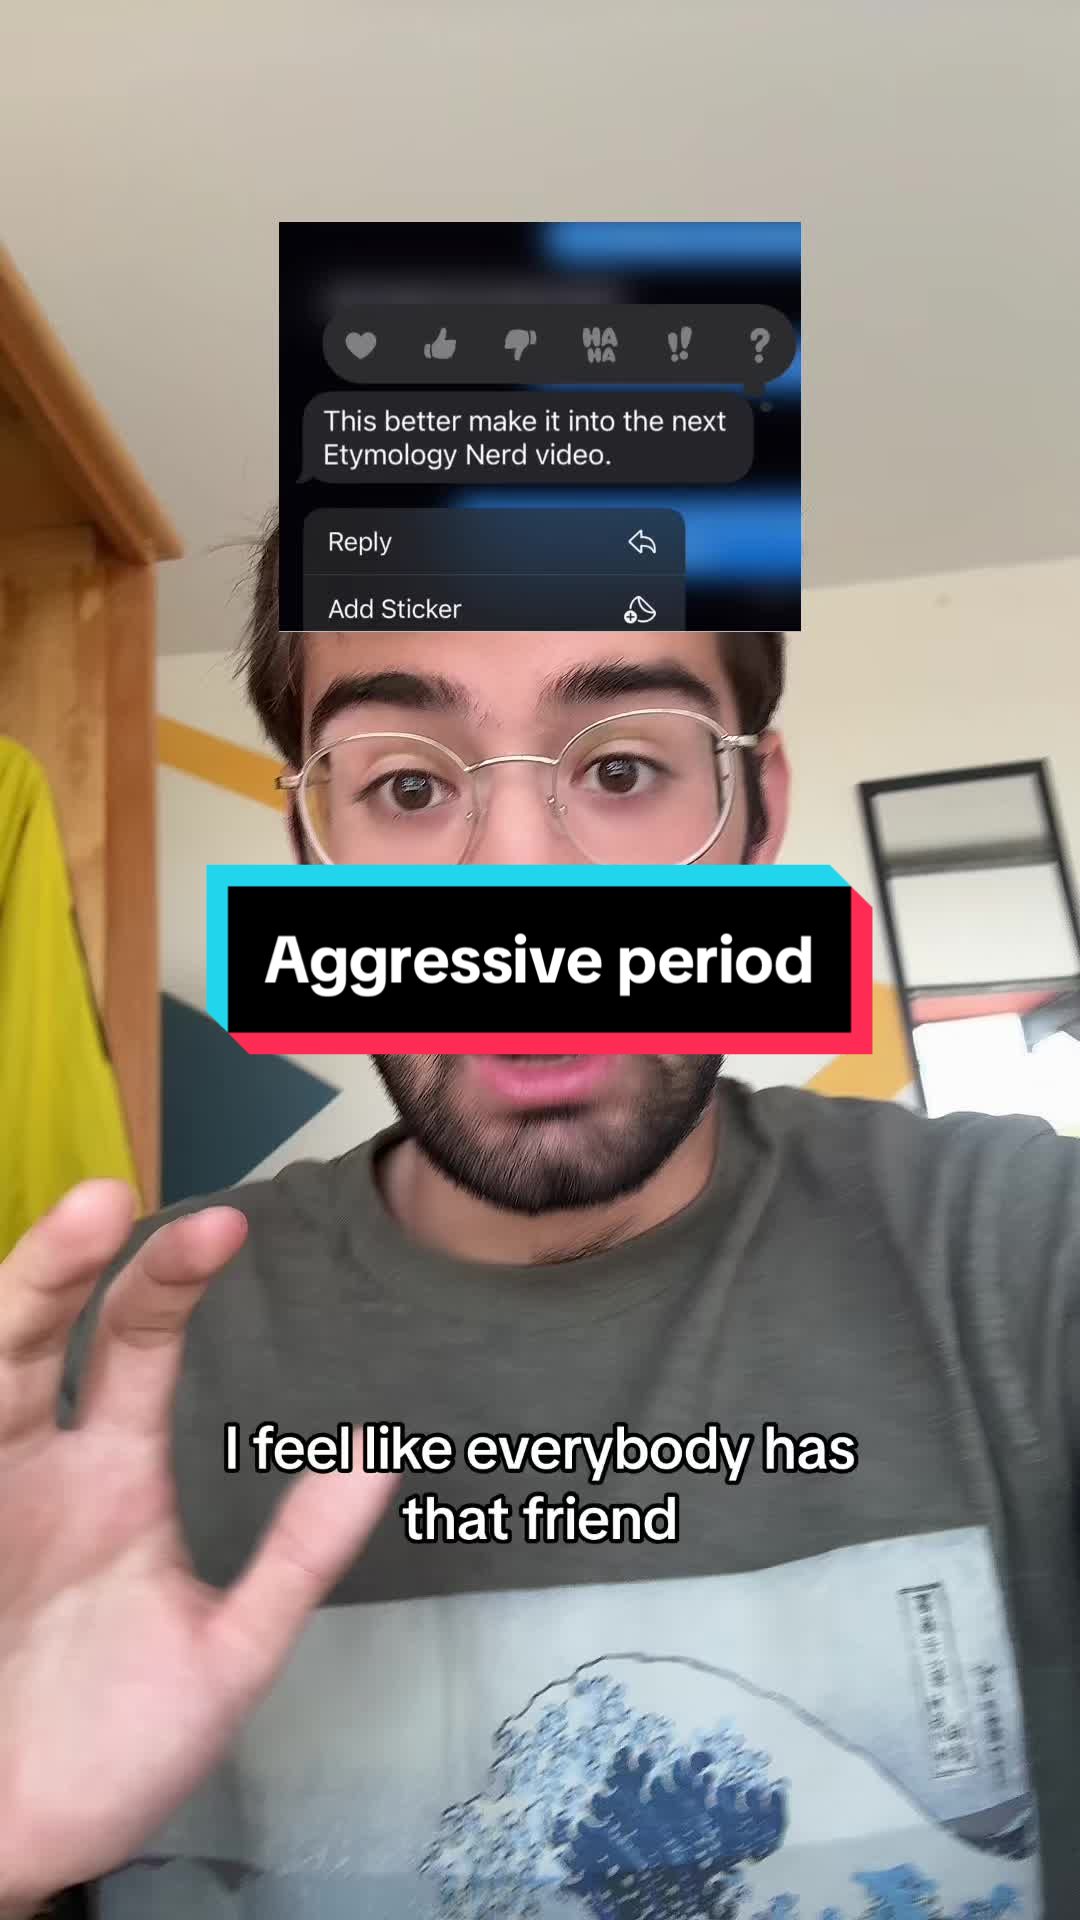 HA
HA
This better make it into the next
Etymology Nerd video.
Reply
Add Sticker
Aggressive period
I feel like everybody has
that friend